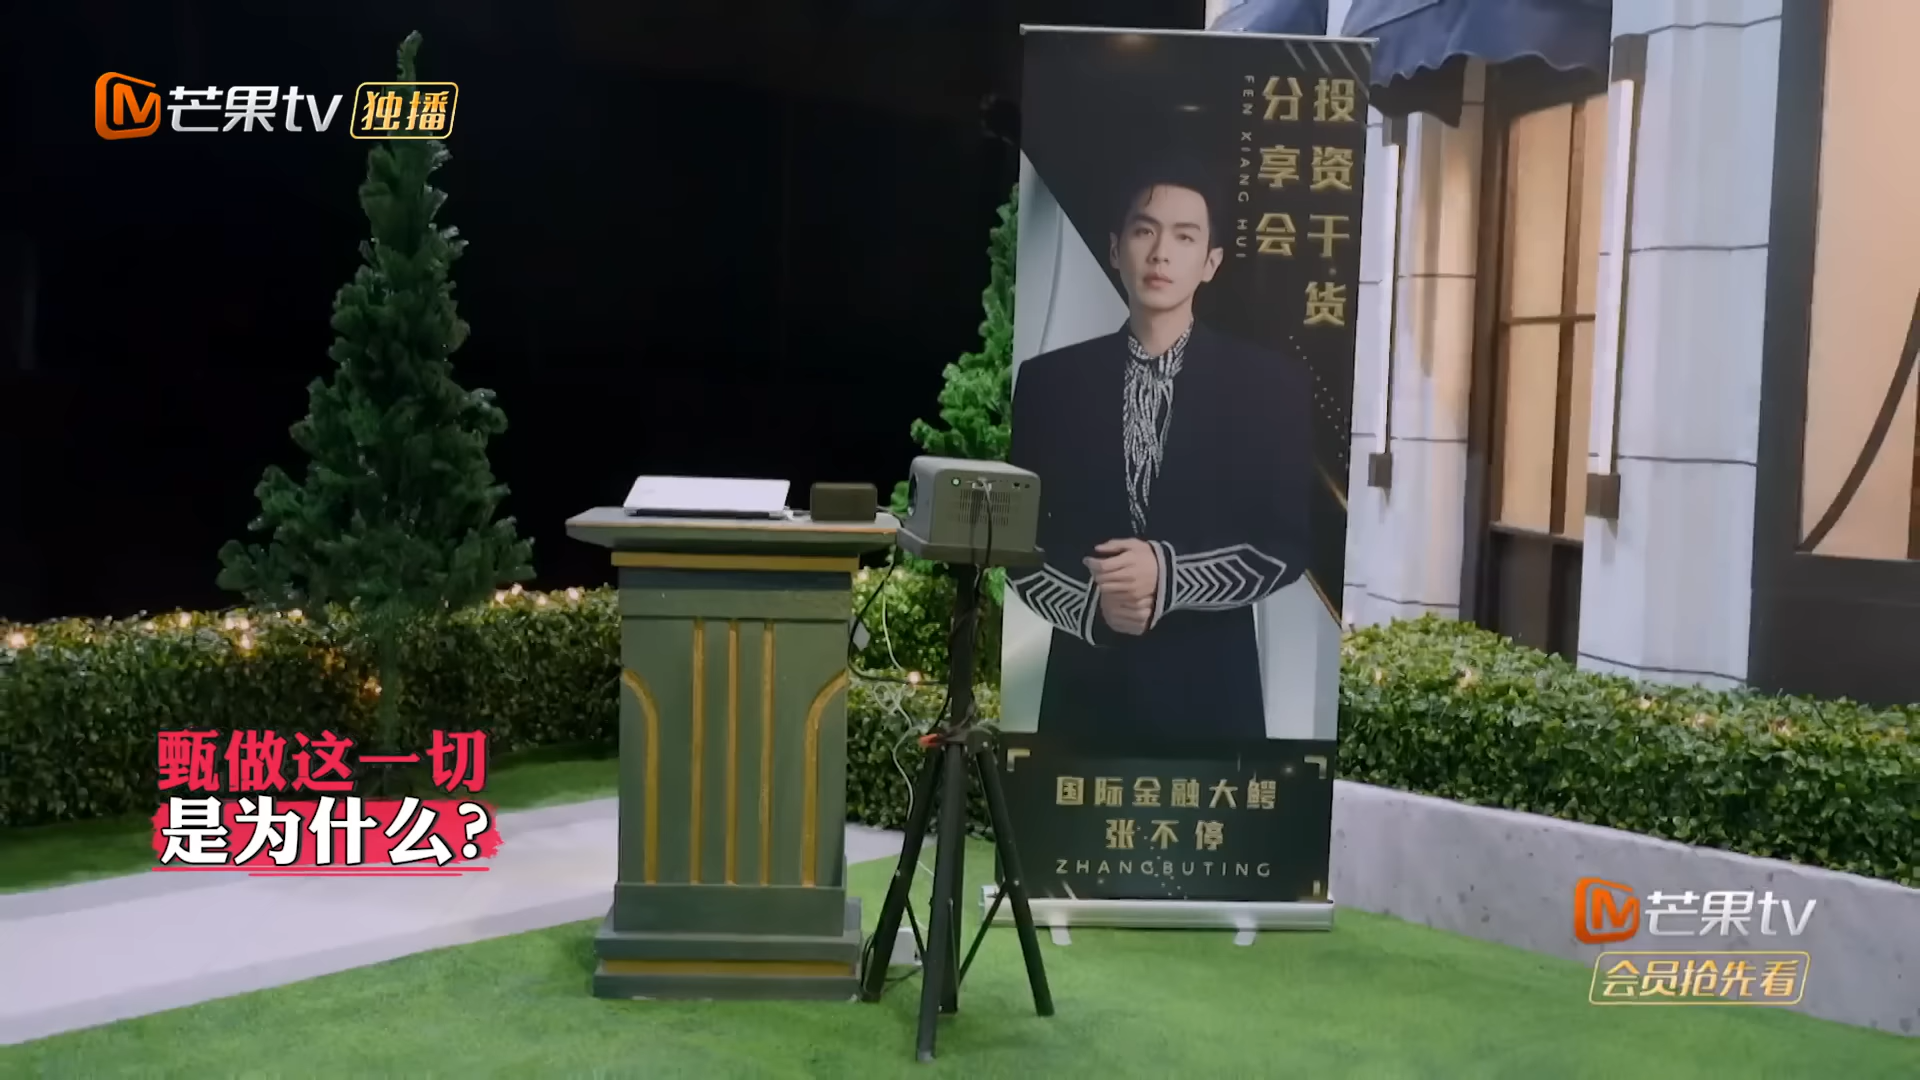 芒果tv 独播
投资干货
分享会
FEN XIANG HUI
甄做这一切
是为什么?
国际金融大鳄
张不停
ZHANGBUTING
芒果tv
会员抢先看